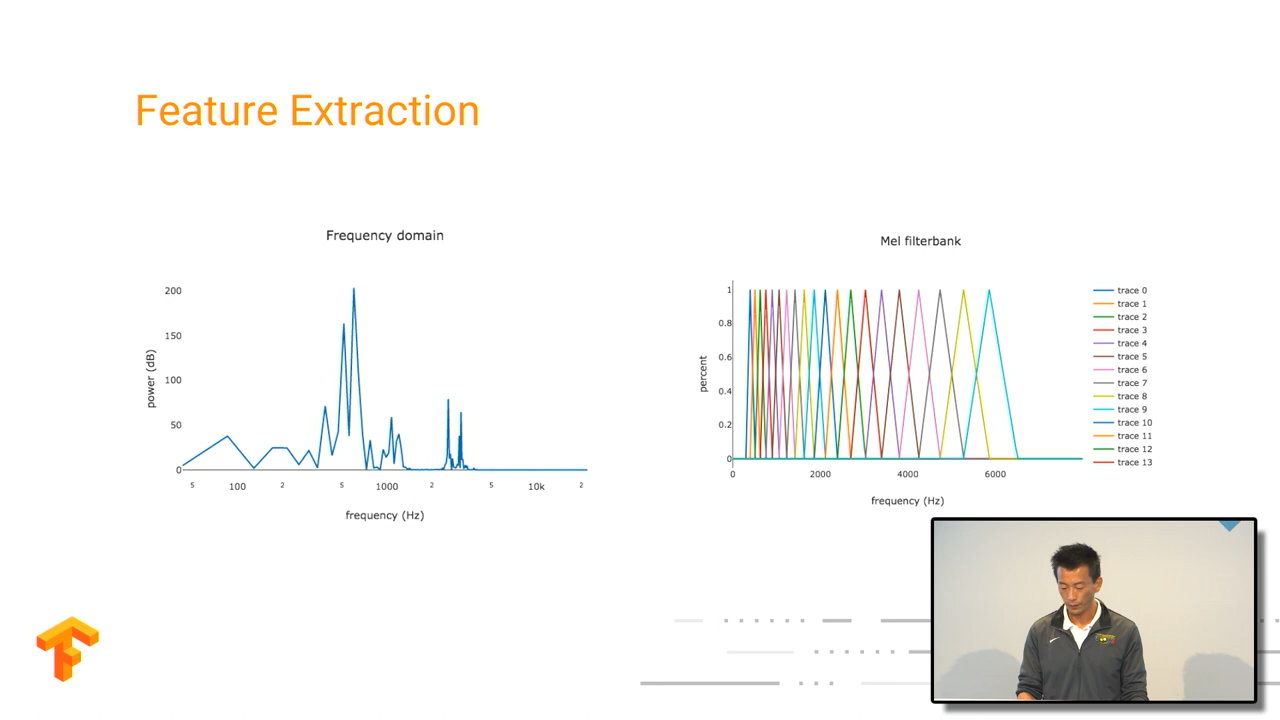 Feature Extraction
Frequency domain
200
150
100
50
0
power (dB)
5
100
2
5
1000
2
5
10k
2
frequency (Hz)
Mel filterbank
1
0.8
0.6
0.4
0.2
0
percent
0
2000
4000
6000
frequency (Hz)
trace 0
trace 1
trace 2
trace 3
trace 4
trace 5
trace 6
trace 7
trace 8
trace 9
trace 10
trace 11
trace 12
trace 13